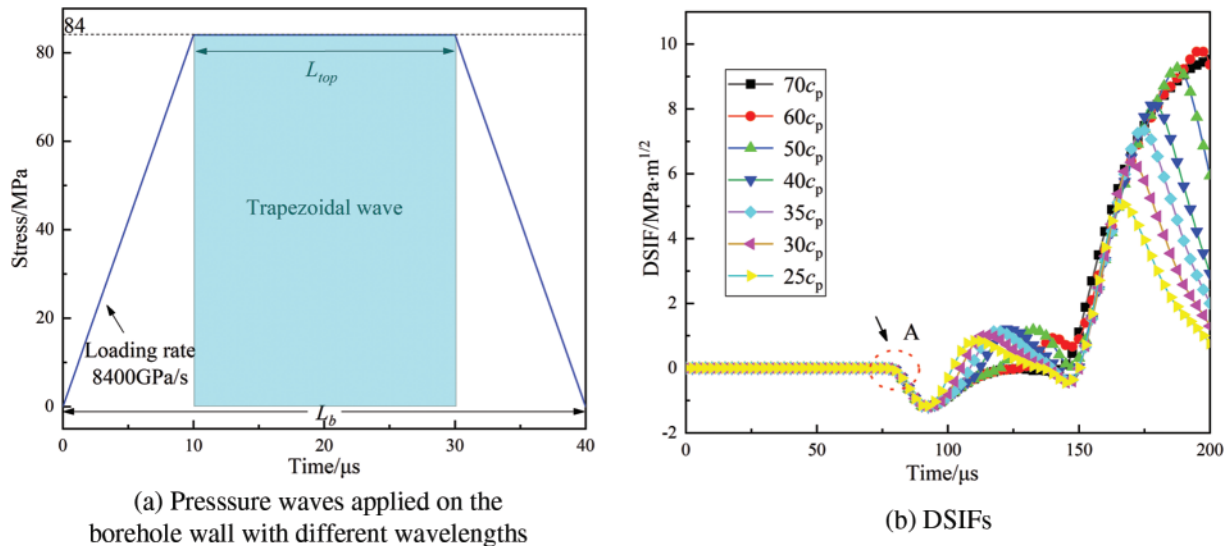 84
80
60
40
20
0
Stress/MPa
L_top
Trapezoidal wave
Loading rate
8400GPa/s
L_b
0 10 20 30 40
Time/μs
(a) Presssure waves applied on the
borehole wall with different wavelengths
10
8
6
4
2
0
-2
DSIF/MPa·m^1/2
70c_p
60c_p
50c_p
40c_p
35c_p
30c_p
25c_p
A
0 50 100 150 200
Time/μs
(b) DSIFs